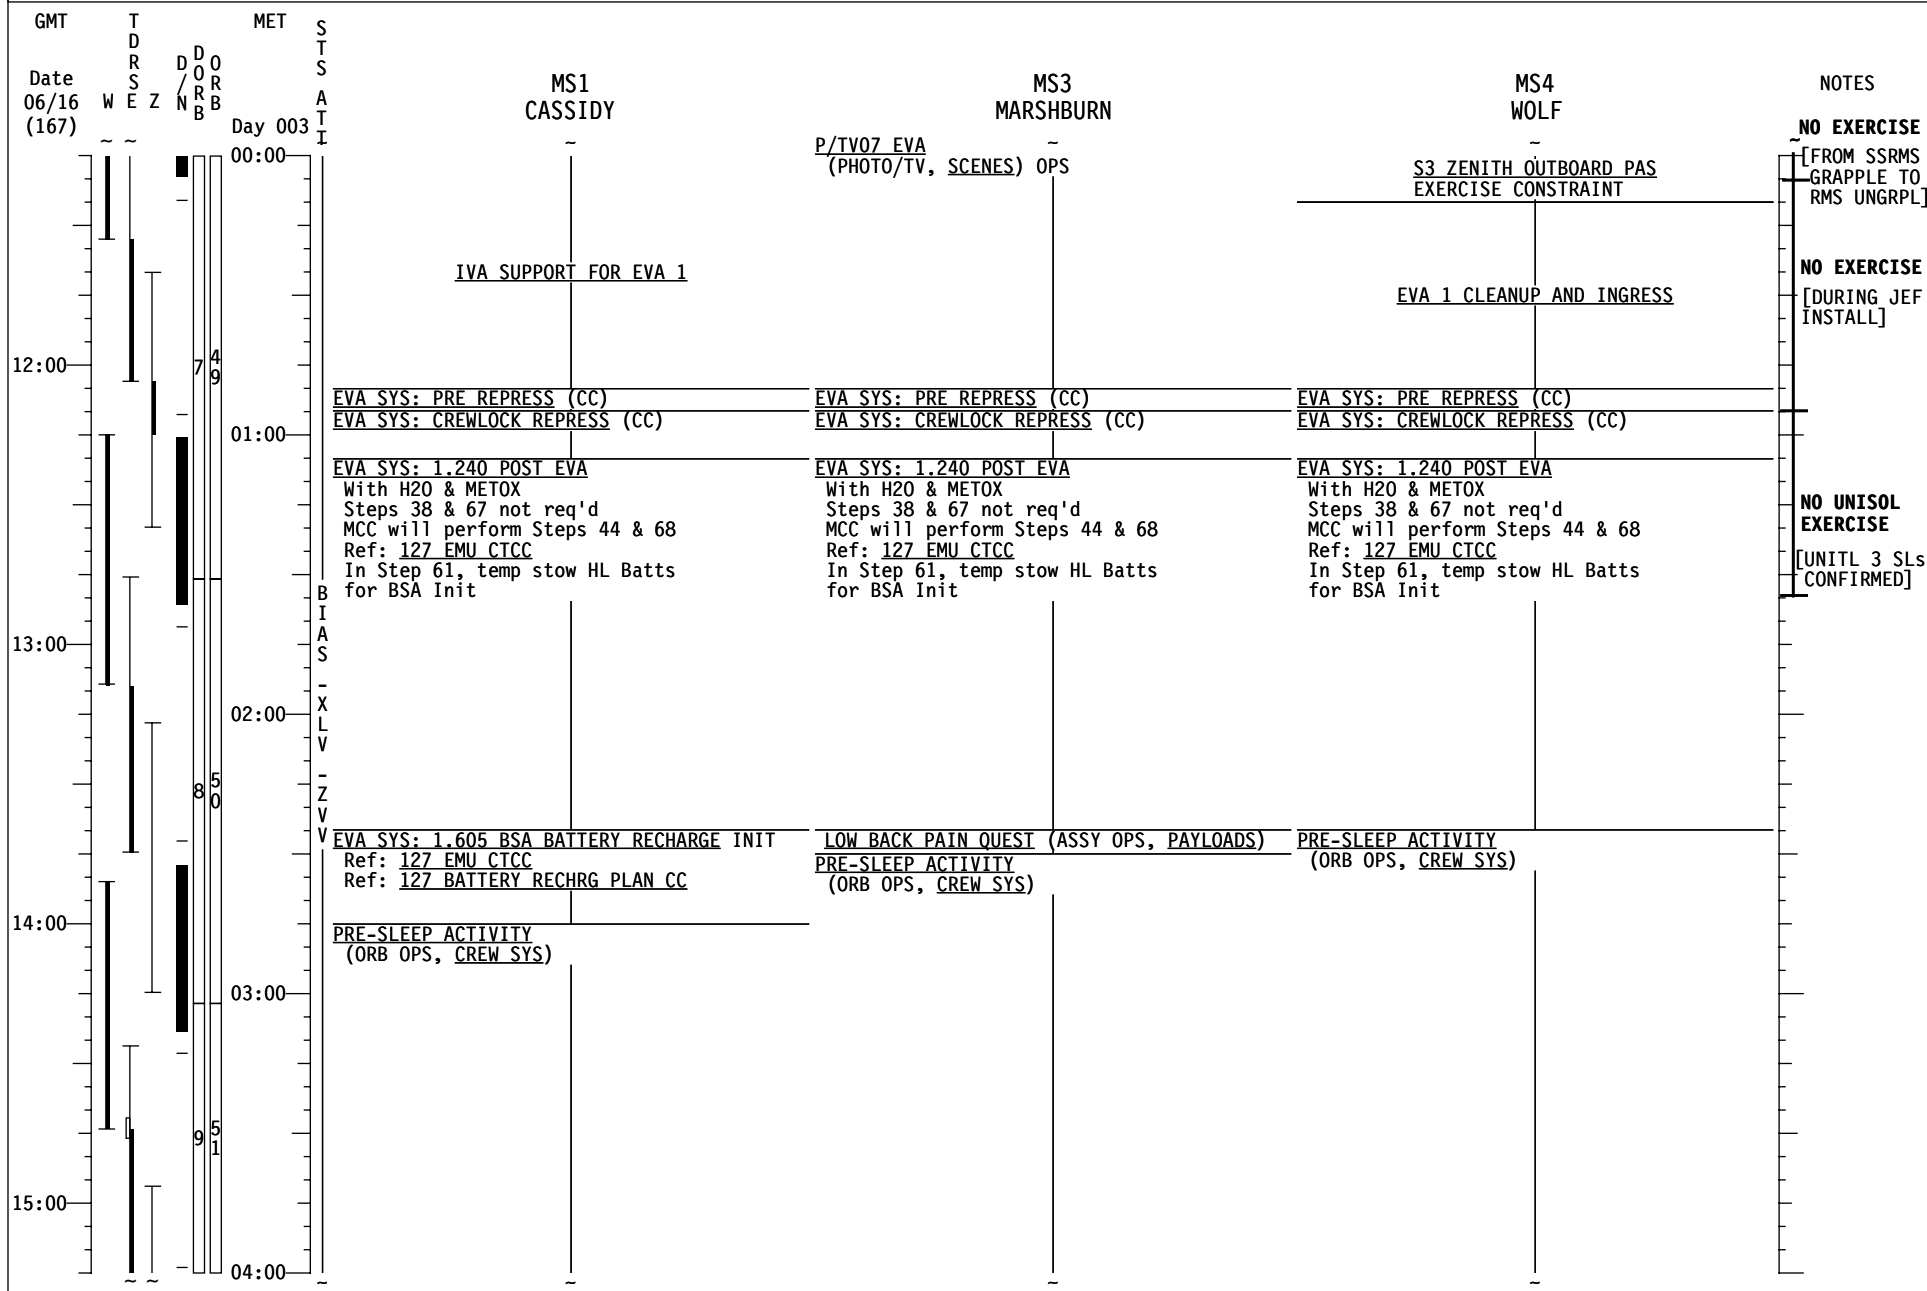 GMT
TDRS
MET
STS ATT
D/N
DORB
ORB
Date
06/16
(167)
W E Z
Day 003
MS1
CASSIDY
MS3
MARSHBURN
MS4
WOLF
NOTES
~ ~ ~ ~ ~ ~
00:00
12:00
01:00
13:00
02:00
14:00
03:00
15:00
04:00
7
49
8
50
9
51
BIAS -XLV -ZVV
IVA SUPPORT FOR EVA 1
EVA SYS: PRE REPRESS (CC)
EVA SYS: CREWLOCK REPRESS (CC)
EVA SYS: 1.240 POST EVA
With H2O & METOX
Steps 38 & 67 not req'd
MCC will perform Steps 44 & 68
Ref: 127 EMU CTCC
In Step 61, temp stow HL Batts
for BSA Init
EVA SYS: 1.605 BSA BATTERY RECHARGE INIT
Ref: 127 EMU CTCC
Ref: 127 BATTERY RECHRG PLAN CC
PRE-SLEEP ACTIVITY
(ORB OPS, CREW SYS)
P/TV07 EVA
(PHOTO/TV, SCENES) OPS
EVA SYS: PRE REPRESS (CC)
EVA SYS: CREWLOCK REPRESS (CC)
EVA SYS: 1.240 POST EVA
With H2O & METOX
Steps 38 & 67 not req'd
MCC will perform Steps 44 & 68
Ref: 127 EMU CTCC
In Step 61, temp stow HL Batts
for BSA Init
LOW BACK PAIN QUEST (ASSY OPS, PAYLOADS)
PRE-SLEEP ACTIVITY
(ORB OPS, CREW SYS)
S3 ZENITH OUTBOARD PAS
EXERCISE CONSTRAINT
EVA 1 CLEANUP AND INGRESS
EVA SYS: PRE REPRESS (CC)
EVA SYS: CREWLOCK REPRESS (CC)
EVA SYS: 1.240 POST EVA
With H2O & METOX
Steps 38 & 67 not req'd
MCC will perform Steps 44 & 68
Ref: 127 EMU CTCC
In Step 61, temp stow HL Batts
for BSA Init
PRE-SLEEP ACTIVITY
(ORB OPS, CREW SYS)
NO EXERCISE
[FROM SSRMS
GRAPPLE TO
RMS UNGRPL]
NO EXERCISE
[DURING JEF
INSTALL]
NO UNISOL
EXERCISE
[UNITL 3 SLs
CONFIRMED]
~ ~ ~ ~ ~ ~